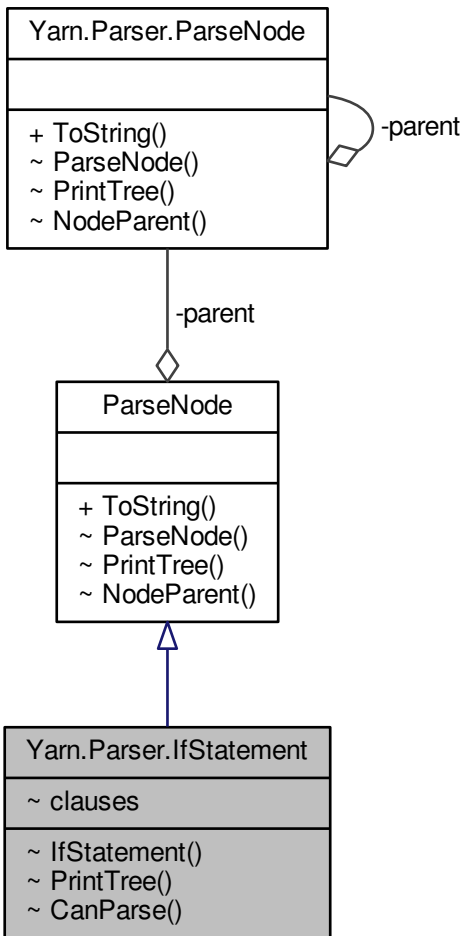 Yarn.Parser.ParseNode
+ ToString()
~ ParseNode()
~ PrintTree()
~ NodeParent()
-parent
-parent
ParseNode
+ ToString()
~ ParseNode()
~ PrintTree()
~ NodeParent()
Yarn.Parser.IfStatement
~ clauses
~ IfStatement()
~ PrintTree()
~ CanParse()